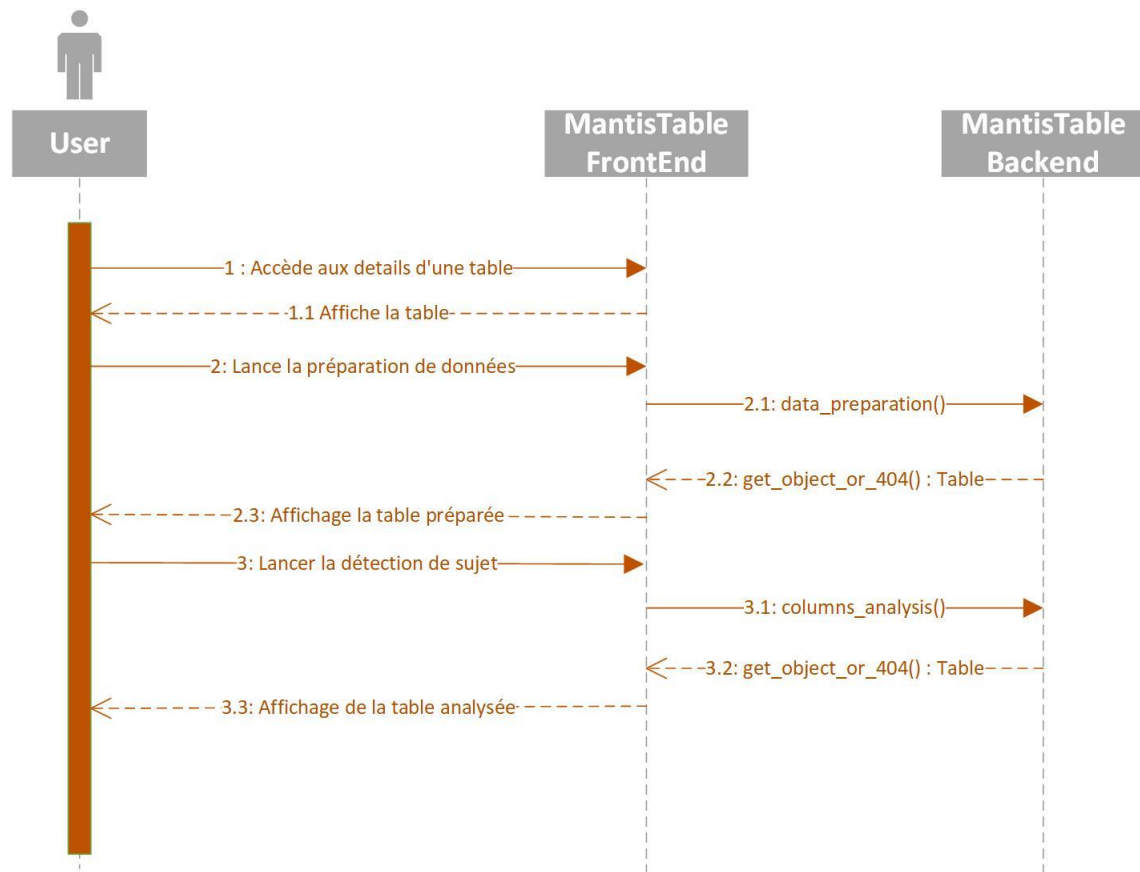 User
MantisTable
FrontEnd
MantisTable
Backend
1 : Accède aux details d'une table
1.1 Affiche la table
2: Lance la préparation de données
2.1: data_preparation()
2.2: get_object_or_404() : Table
2.3: Affichage la table préparée
3: Lancer la détection de sujet
3.1: columns_analysis()
3.2: get_object_or_404() : Table
3.3: Affichage de la table analysée